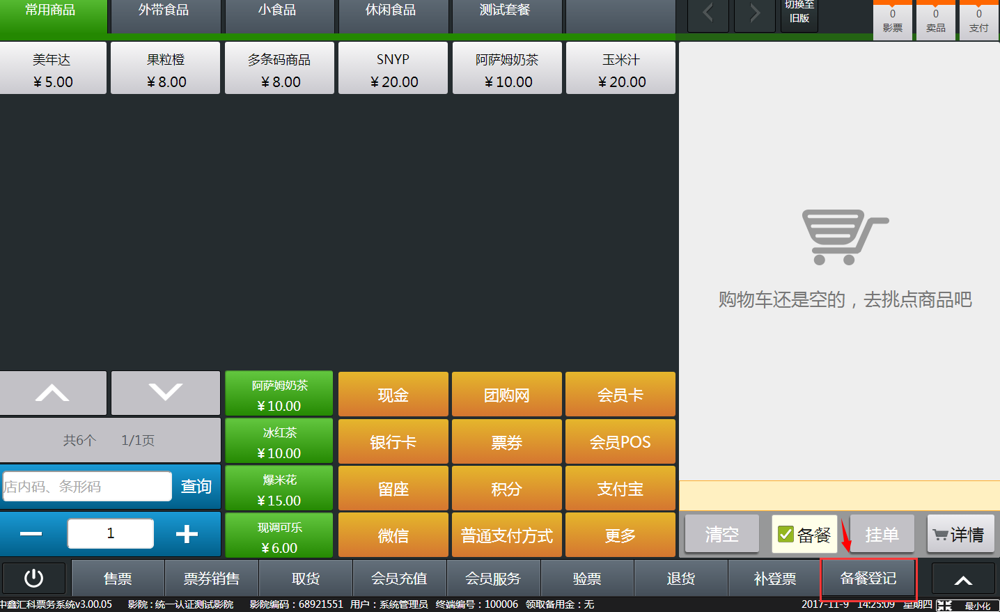 常用商品
外带食品
小食品
休闲食品
测试套餐
切换至
旧版
0
影票
0
卖品
0
支付
美年达
¥ 5.00
果粒橙
¥ 8.00
多条码商品
¥ 8.00
SNYP
¥ 20.00
阿萨姆奶茶
¥ 10.00
玉米汁
¥ 20.00
购物车还是空的，去挑点商品吧
阿萨姆奶茶
¥ 10.00
现金
团购网
会员卡
共6个 1/1页
冰红茶
¥ 10.00
银行卡
票券
会员POS
店内码、条形码
查询
爆米花
¥ 15.00
留座
积分
支付宝
1
现调可乐
¥ 6.00
微信
普通支付方式
更多
清空
备餐
挂单
详情
售票
票券销售
取货
会员充值
会员服务
验票
退货
补登票
备餐登记
中鑫汇科票务系统v3.00.05 影院 : 统一认证测试影院 影院编码 : 68921551 用户 : 系统管理员 终端编号 : 100006 领取备用金 : 无 2017-11-9 14:25:09 星期四 最小化